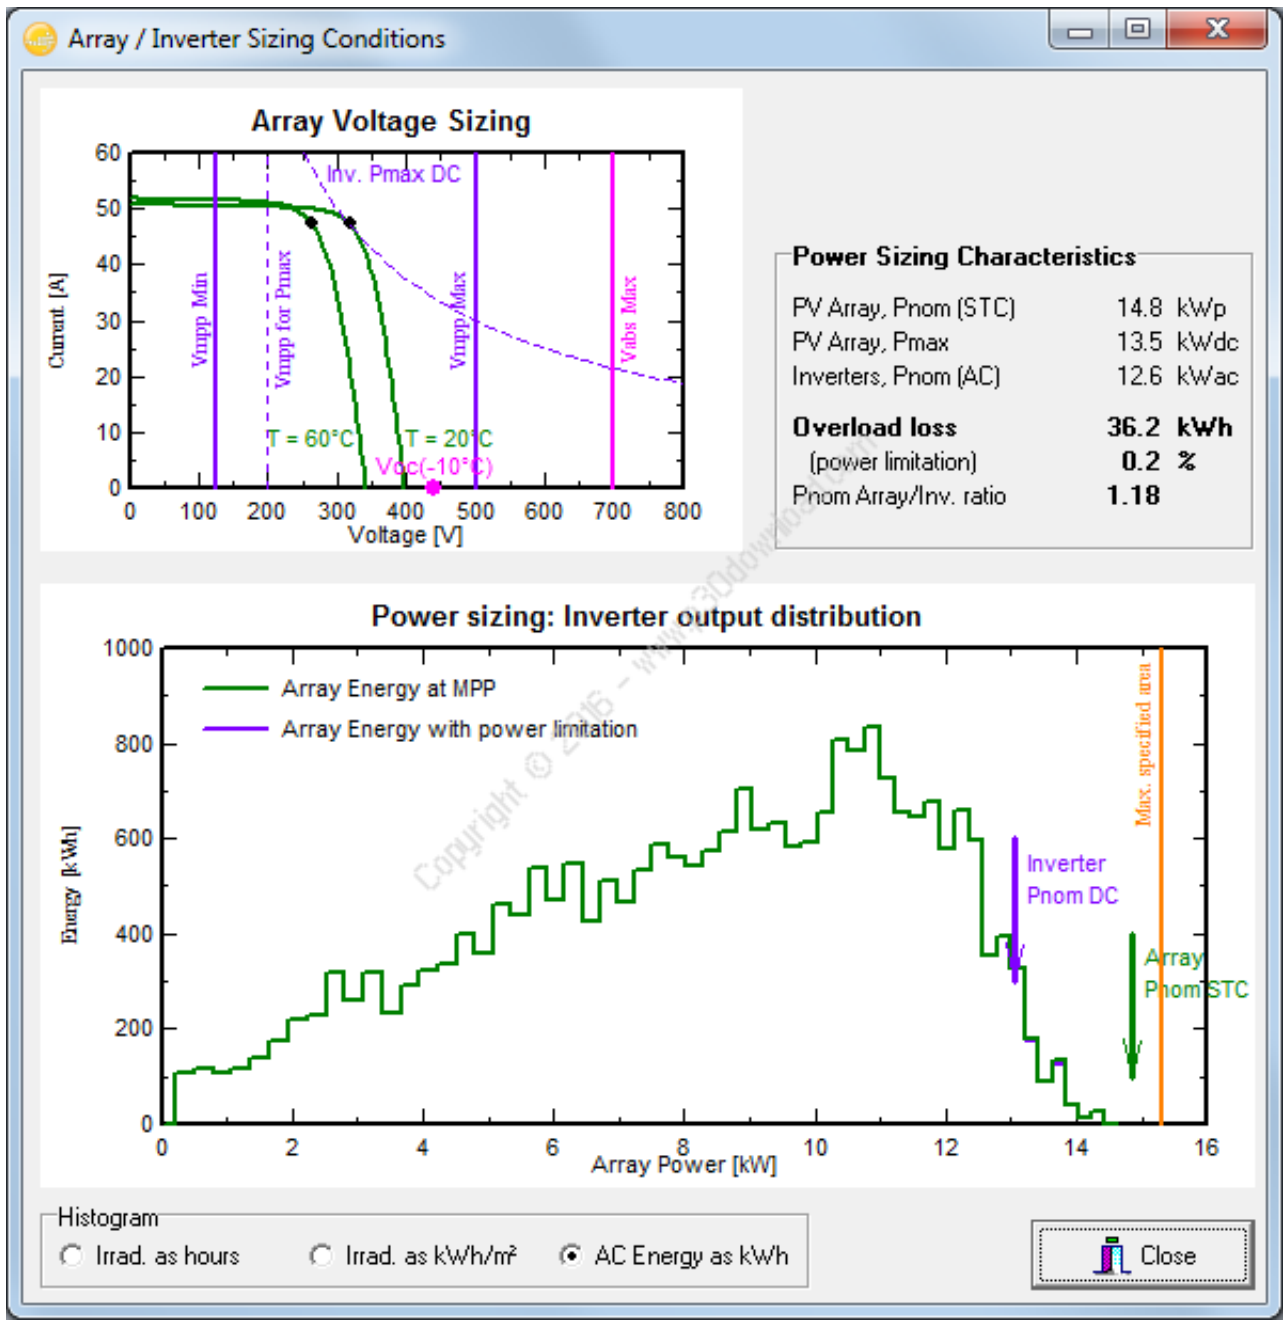 Array / Inverter Sizing Conditions
Array Voltage Sizing
60
50
40
30
20
10
0
Current [A]
0 100 200 300 400 500 600 700 800
Voltage [V]
Vmpp Min
Vmpp for Pmax
Inv. Pmax DC
Vmpp Max
Vabs Max
T = 60°C
T = 20°C
Voc(-10°C)
Power Sizing Characteristics
PV Array, Pnom (STC) 14.8 kWp
PV Array, Pmax 13.5 kWdc
Inverters, Pnom (AC) 12.6 kWac
Overload loss 36.2 kWh
(power limitation) 0.2 %
Pnom Array/Inv. ratio 1.18
Power sizing: Inverter output distribution
1000
800
600
400
200
0
Energy [kWh]
Array Energy at MPP
Array Energy with power limitation
Inverter
Pnom DC
Array
Pnom STC
Max. specified area
0 2 4 6 8 10 12 14 16
Array Power [kW]
Copyright © 2016 - www.p30download.com
Histogram
Irrad. as hours
Irrad. as kWh/m²
AC Energy as kWh
Close